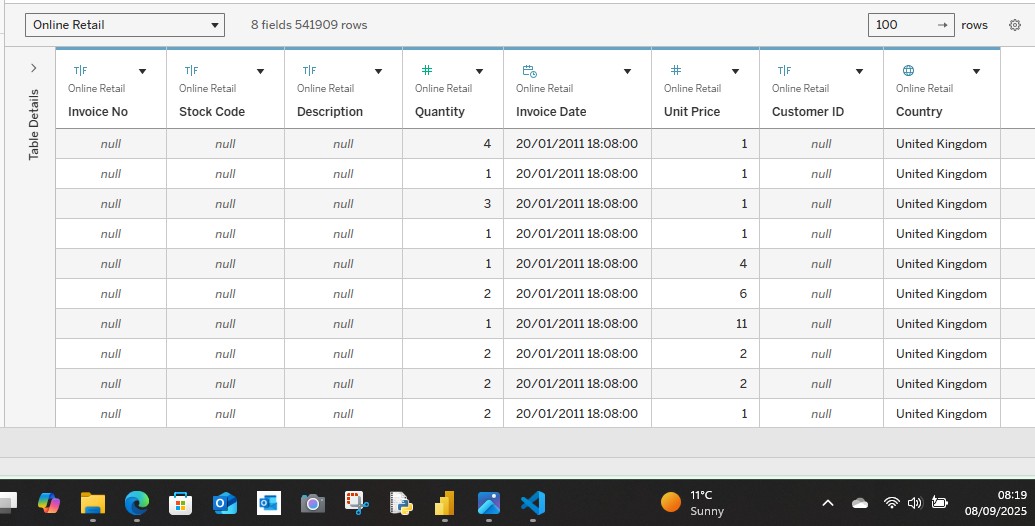 Online Retail 8 fields 541909 rows 100 → rows
Table Details
T|F T|F T|F # # T|F
Online Retail Online Retail Online Retail Online Retail Online Retail Online Retail Online Retail Online Retail
Invoice No Stock Code Description Quantity Invoice Date Unit Price Customer ID Country
null null null 4 20/01/2011 18:08:00 1 null United Kingdom
null null null 1 20/01/2011 18:08:00 1 null United Kingdom
null null null 3 20/01/2011 18:08:00 1 null United Kingdom
null null null 1 20/01/2011 18:08:00 1 null United Kingdom
null null null 1 20/01/2011 18:08:00 4 null United Kingdom
null null null 2 20/01/2011 18:08:00 6 null United Kingdom
null null null 1 20/01/2011 18:08:00 11 null United Kingdom
null null null 2 20/01/2011 18:08:00 2 null United Kingdom
null null null 2 20/01/2011 18:08:00 2 null United Kingdom
null null null 2 20/01/2011 18:08:00 1 null United Kingdom
11°C 08:19
Sunny 08/09/2025